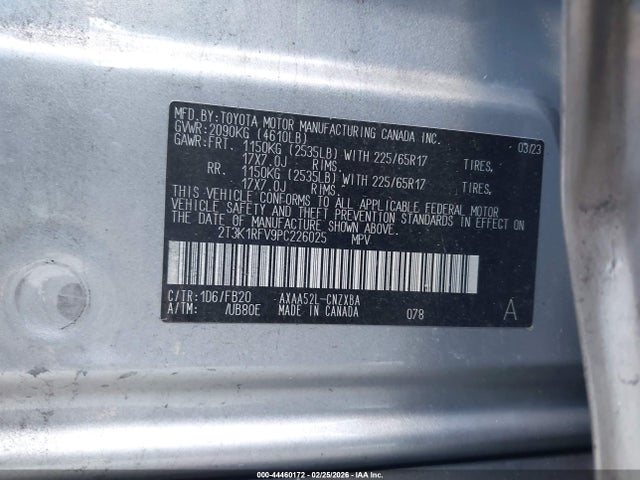 MFD.BY:TOYOTA MOTOR MANUFACTURING CANADA INC.
GVWR:2090KG (4610LB) 03/23
GAWR:FRT. 1150KG (2535LB) WITH 225/65R17 TIRES,
17X7.0J RIMS.
RR. 1150KG (2535LB) WITH 225/65R17 TIRES,
17X7.0J RIMS.
THIS VEHICLE CONFORMS TO ALL APPLICABLE FEDERAL MOTOR
VEHICLE SAFETY AND THEFT PREVENTION STANDARDS IN EFFECT ON
THE DATE OF MANUFACTURE SHOWN ABOVE.
2T3K1RFV9PC226025 MPV
C/TR:1D6/FB20 AXAA52L-CNZXBA
A/TM: /UB80E MADE IN CANADA 078 A
000-44460172 - 02/25/2026 - IAAI.COM